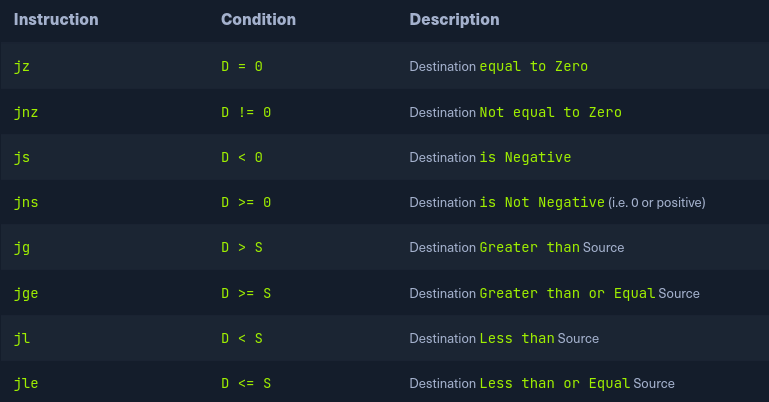 Instruction Condition Description
jz D = 0 Destination equal to Zero
jnz D != 0 Destination Not equal to Zero
js D < 0 Destination is Negative
jns D >= 0 Destination is Not Negative (i.e. 0 or positive)
jg D > S Destination Greater than Source
jge D >= S Destination Greater than or Equal Source
jl D < S Destination Less than Source
jle D <= S Destination Less than or Equal Source